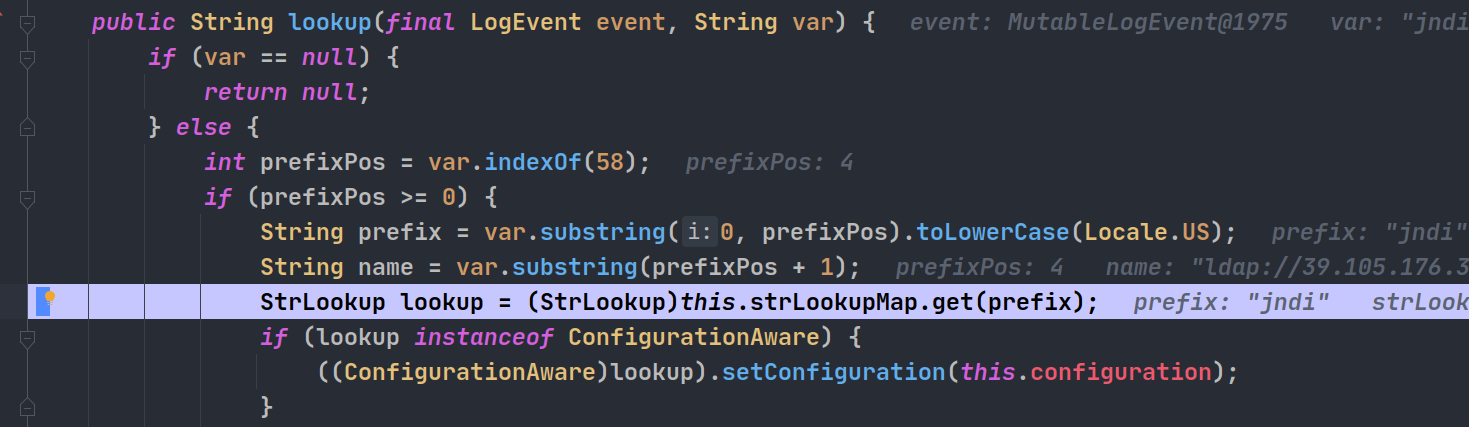 public String lookup(final LogEvent event, String var) { event: MutableLogEvent@1975 var: "jndi
if (var == null) {
return null;
} else {
int prefixPos = var.indexOf(58); prefixPos: 4
if (prefixPos >= 0) {
String prefix = var.substring(i:0, prefixPos).toLowerCase(Locale.US); prefix: "jndi"
String name = var.substring(prefixPos + 1); prefixPos: 4 name: "ldap://39.105.176.3
StrLookup lookup = (StrLookup)this.strLookupMap.get(prefix); prefix: "jndi" strLook
if (lookup instanceof ConfigurationAware) {
((ConfigurationAware)lookup).setConfiguration(this.configuration);
}